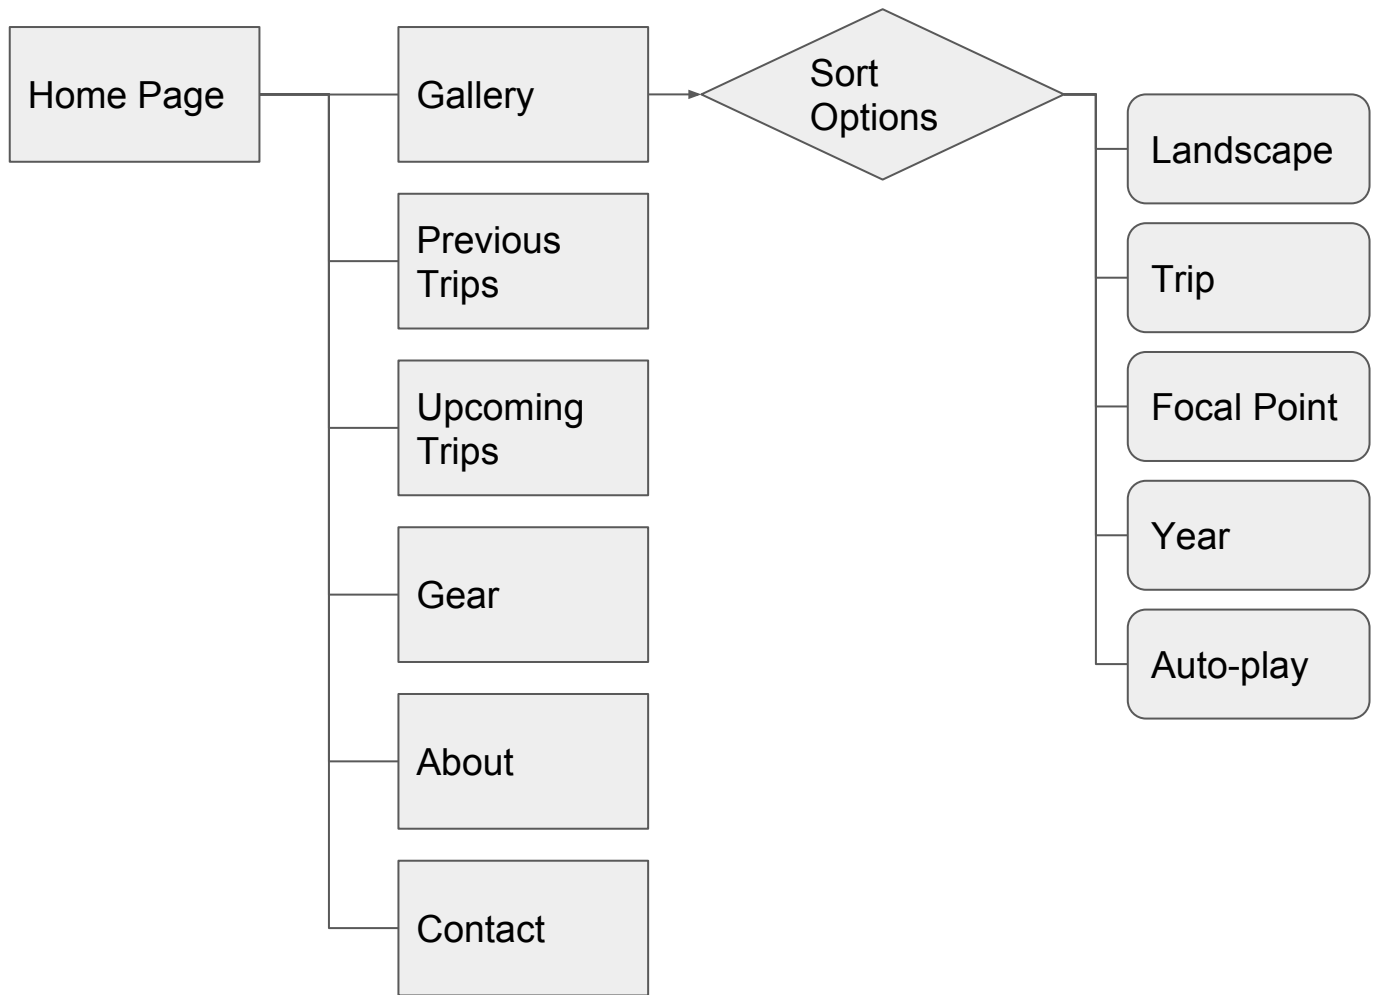 Home Page
Gallery
Sort
Options
Previous
Trips
Upcoming
Trips
Gear
About
Contact
Landscape
Trip
Focal Point
Year
Auto-play